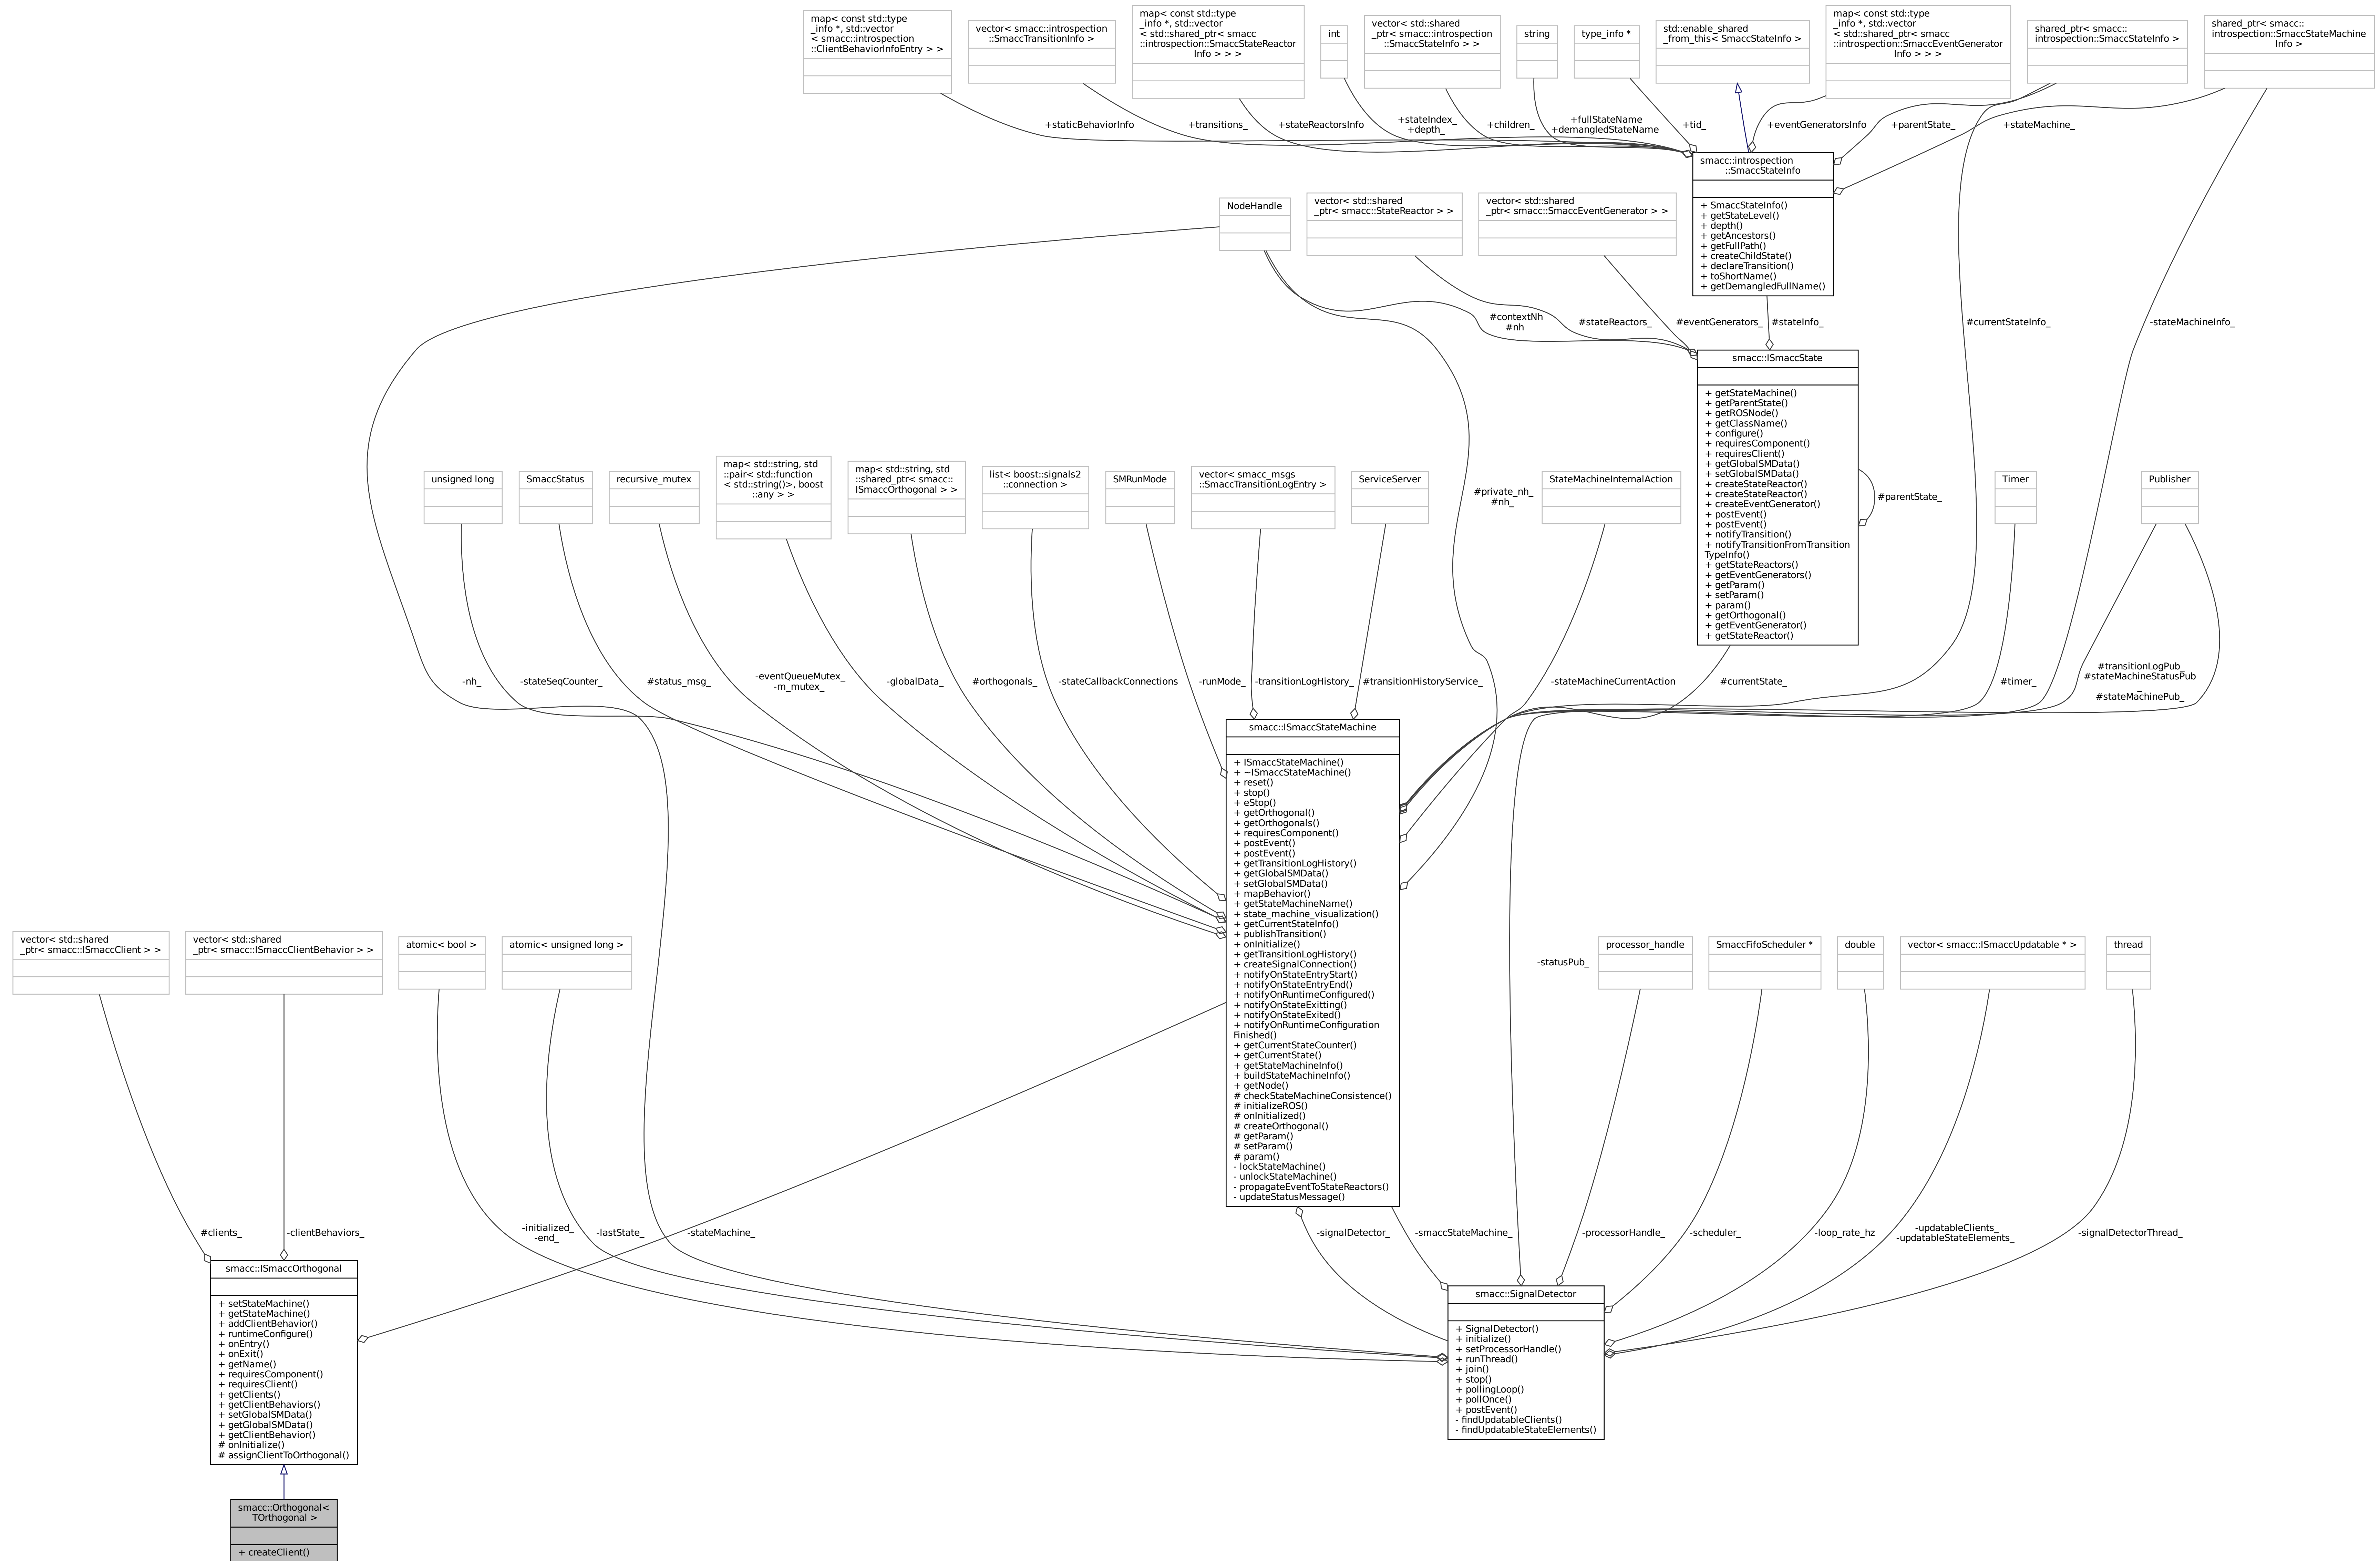 map< const std::type
_info *, std::vector
< smacc::introspection
::ClientBehaviorInfoEntry > >
vector< smacc::introspection
::SmaccTransitionInfo >
map< const std::type
_info *, std::vector
< std::shared_ptr< smacc
::introspection::SmaccStateReactor
Info > > >
int
vector< std::shared
_ptr< smacc::introspection
::SmaccStateInfo > >
string
type_info *
std::enable_shared
_from_this< SmaccStateInfo >
map< const std::type
_info *, std::vector
< std::shared_ptr< smacc
::introspection::SmaccEventGenerator
Info > > >
shared_ptr< smacc::
introspection::SmaccStateInfo >
shared_ptr< smacc::
introspection::SmaccStateMachine
Info >
+staticBehaviorInfo
+transitions_
+stateReactorsInfo
+stateIndex_
+depth_
+children_
+fullStateName
+demangledStateName
+tid_
+eventGeneratorsInfo
+parentState_
+stateMachine_
smacc::introspection
::SmaccStateInfo
+ SmaccStateInfo()
+ getStateLevel()
+ depth()
+ getAncestors()
+ getFullPath()
+ createChildState()
+ declareTransition()
+ toShortName()
+ getDemangledFullName()
NodeHandle
vector< std::shared
_ptr< smacc::StateReactor > >
vector< std::shared
_ptr< smacc::SmaccEventGenerator > >
#contextNh
#nh
#stateReactors_
#eventGenerators_
#stateInfo_
#currentStateInfo_
-stateMachineInfo_
smacc::ISmaccState
+ getStateMachine()
+ getParentState()
+ getROSNode()
+ getClassName()
+ configure()
+ requiresComponent()
+ requiresClient()
+ getGlobalSMData()
+ setGlobalSMData()
+ createStateReactor()
+ createStateReactor()
+ createEventGenerator()
+ postEvent()
+ postEvent()
+ notifyTransition()
+ notifyTransitionFromTransition
TypeInfo()
+ getStateReactors()
+ getEventGenerators()
+ getParam()
+ setParam()
+ param()
+ getOrthogonal()
+ getEventGenerator()
+ getStateReactor()
#parentState_
unsigned long
SmaccStatus
recursive_mutex
map< std::string, std
::pair< std::function
< std::string()>, boost
::any > >
map< std::string, std
::shared_ptr< smacc::
ISmaccOrthogonal > >
list< boost::signals2
::connection >
SMRunMode
vector< smacc_msgs
::SmaccTransitionLogEntry >
ServiceServer
#private_nh_
#nh_
StateMachineInternalAction
Timer
Publisher
-nh_
-stateSeqCounter_
#status_msg_
-eventQueueMutex_
-m_mutex_
-globalData_
#orthogonals_
-stateCallbackConnections
-runMode_
-transitionLogHistory_
#transitionHistoryService_
-stateMachineCurrentAction
#currentState_
#timer_
#transitionLogPub_
#stateMachineStatusPub
_
#stateMachinePub_
smacc::ISmaccStateMachine
+ ISmaccStateMachine()
+ ~ISmaccStateMachine()
+ reset()
+ stop()
+ eStop()
+ getOrthogonal()
+ getOrthogonals()
+ requiresComponent()
+ postEvent()
+ postEvent()
+ getTransitionLogHistory()
+ getGlobalSMData()
+ setGlobalSMData()
+ mapBehavior()
+ getStateMachineName()
+ state_machine_visualization()
+ getCurrentStateInfo()
+ publishTransition()
+ onInitialize()
+ getTransitionLogHistory()
+ createSignalConnection()
+ notifyOnStateEntryStart()
+ notifyOnStateEntryEnd()
+ notifyOnRuntimeConfigured()
+ notifyOnStateExitting()
+ notifyOnStateExited()
+ notifyOnRuntimeConfiguration
Finished()
+ getCurrentStateCounter()
+ getCurrentState()
+ getStateMachineInfo()
+ buildStateMachineInfo()
+ getNode()
# checkStateMachineConsistence()
# initializeROS()
# onInitialized()
# createOrthogonal()
# getParam()
# setParam()
# param()
- lockStateMachine()
- unlockStateMachine()
- propagateEventToStateReactors()
- updateStatusMessage()
vector< std::shared
_ptr< smacc::ISmaccClient > >
vector< std::shared
_ptr< smacc::ISmaccClientBehavior > >
atomic< bool >
atomic< unsigned long >
-statusPub_
processor_handle
SmaccFifoScheduler *
double
vector< smacc::ISmaccUpdatable * >
thread
#clients_
-clientBehaviors_
-initialized_
-end_
-lastState_
-stateMachine_
-signalDetector_
-smaccStateMachine_
-processorHandle_
-scheduler_
-loop_rate_hz
-updatableClients_
-updatableStateElements_
-signalDetectorThread_
smacc::ISmaccOrthogonal
+ setStateMachine()
+ getStateMachine()
+ addClientBehavior()
+ runtimeConfigure()
+ onEntry()
+ onExit()
+ getName()
+ requiresComponent()
+ requiresClient()
+ getClients()
+ getClientBehaviors()
+ setGlobalSMData()
+ getGlobalSMData()
+ getClientBehavior()
# onInitialize()
# assignClientToOrthogonal()
smacc::SignalDetector
+ SignalDetector()
+ initialize()
+ setProcessorHandle()
+ runThread()
+ join()
+ stop()
+ pollingLoop()
+ pollOnce()
+ postEvent()
- findUpdatableClients()
- findUpdatableStateElements()
smacc::Orthogonal<
TOrthogonal >
+ createClient()